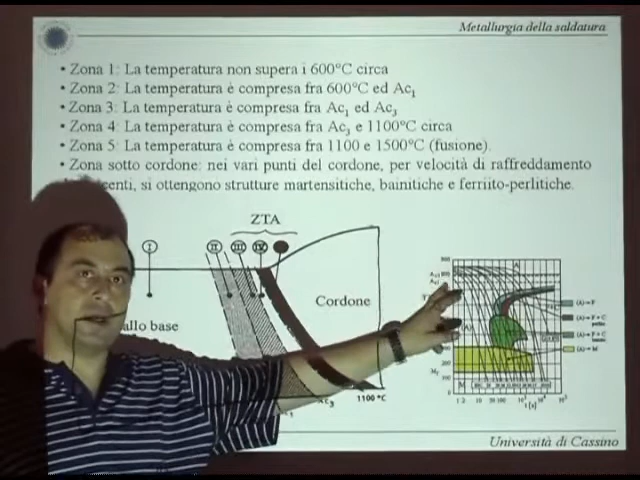 Metallurgia della saldatura
• Zona 1: La temperatura non supera i 600°C circa
• Zona 2: La temperatura è compresa fra 600°C ed Ac1
• Zona 3: La temperatura è compresa fra Ac1 ed Ac3
• Zona 4: La temperatura è compresa fra Ac3 e 1100°C circa
• Zona 5: La temperatura è compresa fra 1100 e 1500°C (fusione).
• Zona sotto cordone: nei vari punti del cordone, per velocità di raffreddamento
si ottengono strutture martensitiche, bainitiche e ferriito-perlitiche.
ZTA
I II III IV
Cordone
base
Ac3
1100 °C
Università di Cassino